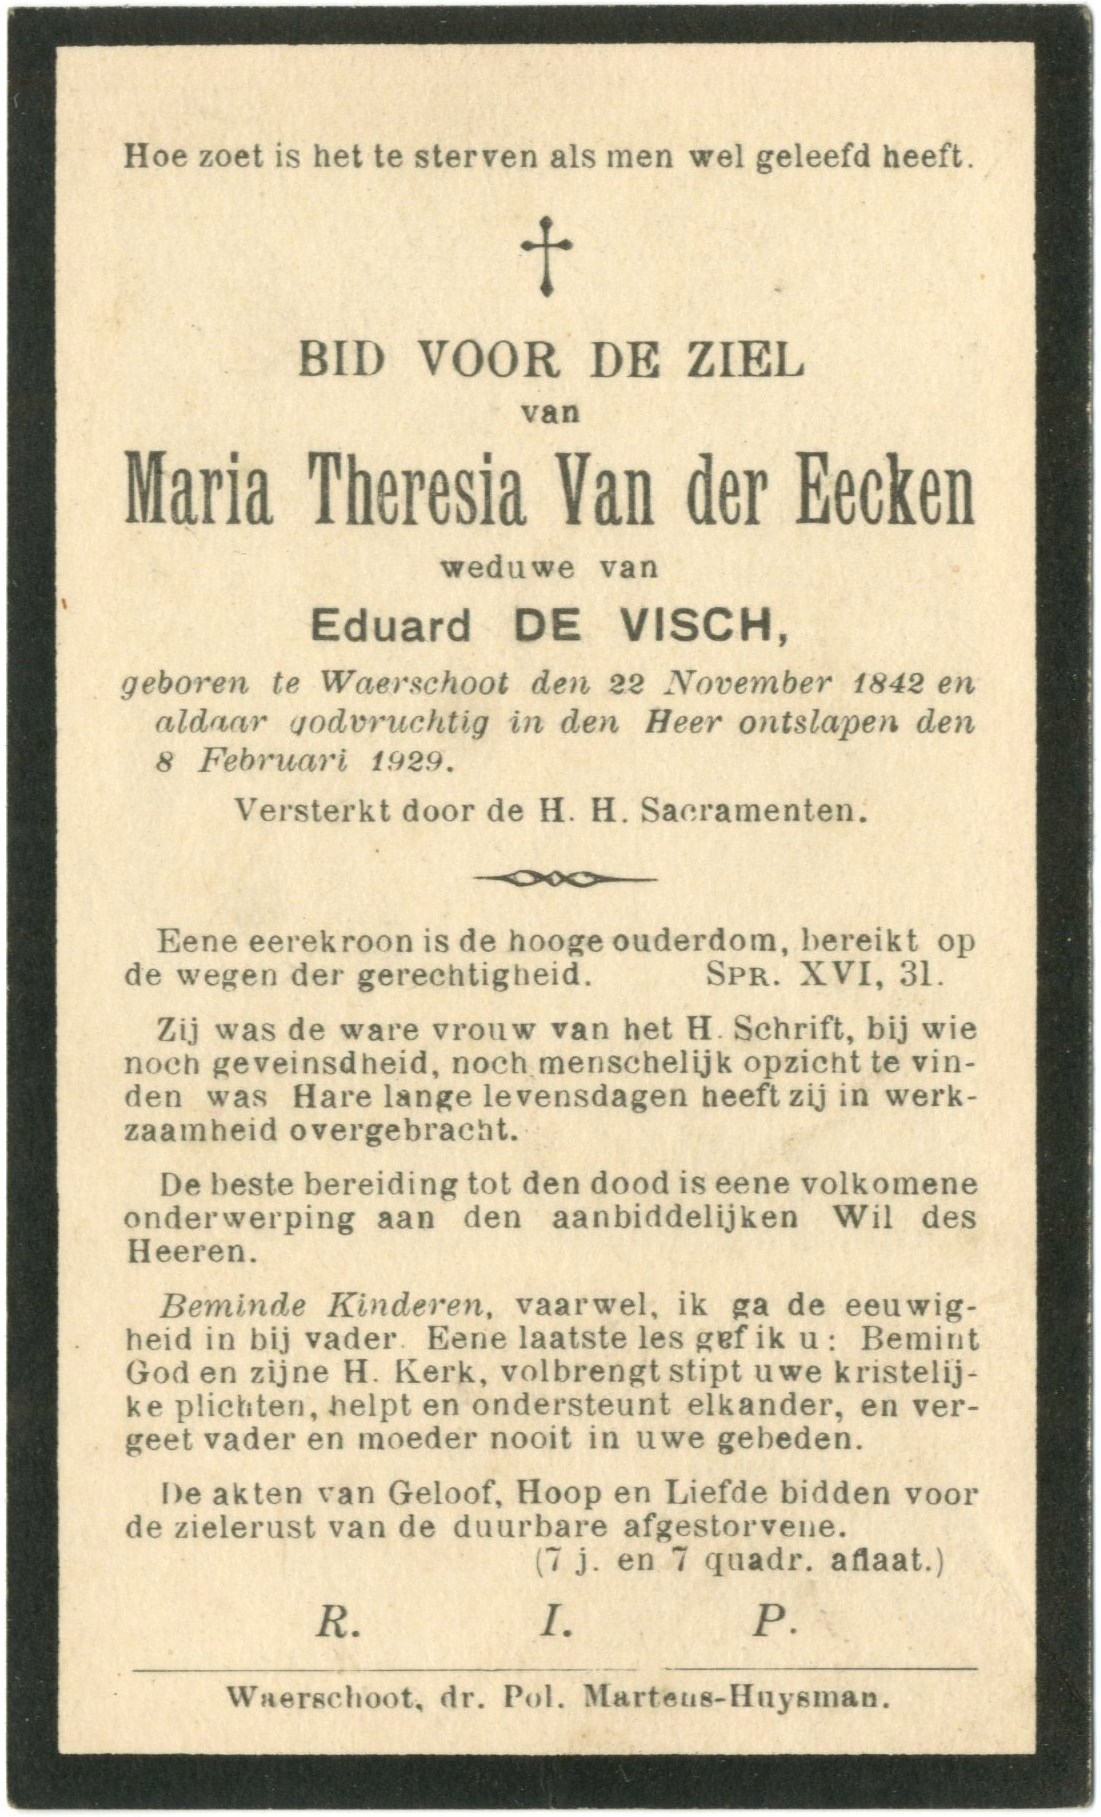 Hoe zoet is het te sterven als men wel geleefd heeft.
BID VOOR DE ZIEL
van
Maria Theresia Van der Eecken
weduwe van
Eduard DE VISCH,
geboren te Waerschoot den 22 November 1842 en
aldaar godvruchtig in den Heer ontslapen den
8 Februari 1929.
Versterkt door de H. H. Sacramenten.
Eene eerekroon is de hooge ouderdom, bereikt op
de wegen der gerechtigheid. SPR. XVI, 31.
Zij was de ware vrouw van het H. Schrift, bij wie
noch geveinsdheid, noch menschelijk opzicht te vin-
den was Hare lange levensdagen heeft zij in werk-
zaamheid overgebracht.
De beste bereiding tot den dood is eene volkomene
onderwerping aan den aanbiddelijken Wil des
Heeren.
Beminde Kinderen, vaarwel, ik ga de eeuwig-
heid in bij vader. Eene laatste les gef ik u: Bemint
God en zijne H. Kerk, volbrengt stipt uwe kristelij-
ke plichten, helpt en ondersteunt elkander, en ver-
geet vader en moeder nooit in uwe gebeden.
De akten van Geloof, Hoop en Liefde bidden voor
de zielerust van de duurbare afgestorvene.
(7 j. en 7 quadr. aflaat.)
R. I. P.
Waerschoot, dr. Pol. Martens-Huysman.